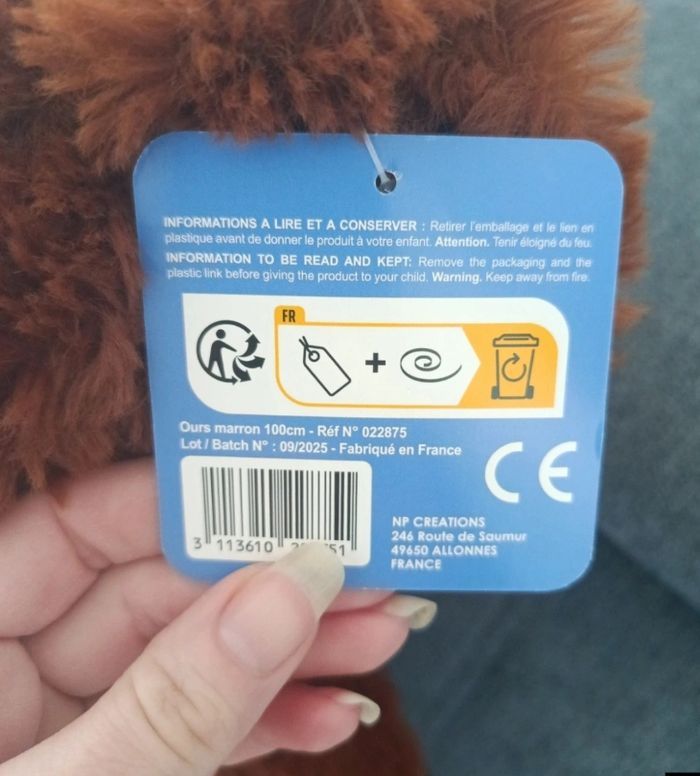 INFORMATIONS A LIRE ET A CONSERVER : Retirer l'emballage et le lien en
plastique avant de donner le produit à votre enfant. Attention. Tenir éloigné du feu.
INFORMATION TO BE READ AND KEPT: Remove the packaging and the
plastic link before giving the product to your child. Warning. Keep away from fire.
FR
Ours marron 100cm - Réf N° 022875
Lot / Batch N° : 09/2025 - Fabriqué en France
CE
3 113610
NP CREATIONS
246 Route de Saumur
49650 ALLONNES
FRANCE